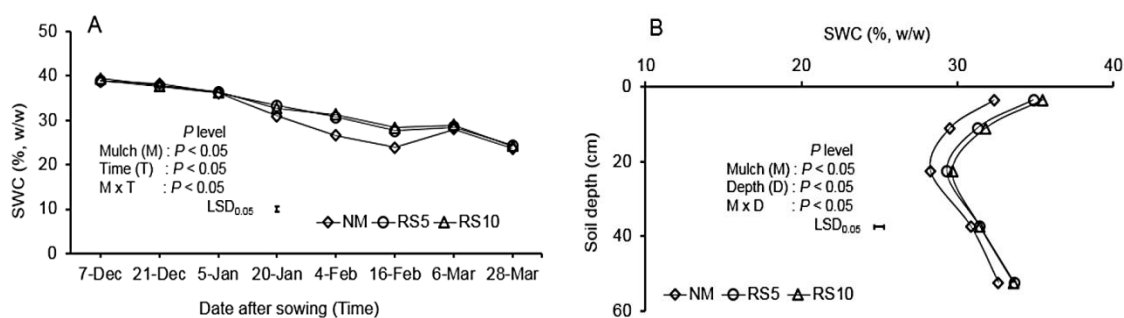 A
SWC (%, w/w)
50
40
30
20
10
0
P level
Mulch (M) : P < 0.05
Time (T) : P < 0.05
M x T : P < 0.05
LSD0.05
NM RS5 RS10
7-Dec 21-Dec 5-Jan 20-Jan 4-Feb 16-Feb 6-Mar 28-Mar
Date after sowing (Time)
B
SWC (%, w/w)
10 20 30 40
Soil depth (cm)
0
20
40
60
P level
Mulch (M) : P < 0.05
Depth (D) : P < 0.05
M x D : P < 0.05
LSD0.05
NM RS5 RS10